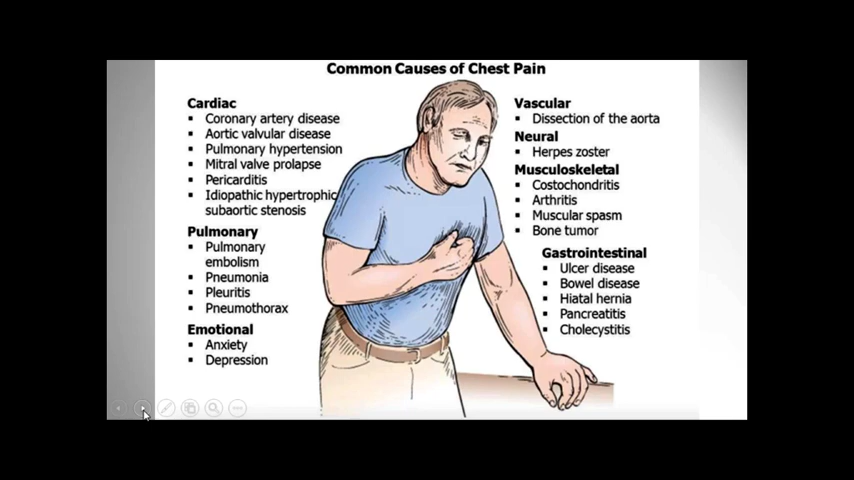 Common Causes of Chest Pain
Cardiac
▪ Coronary artery disease
▪ Aortic valvular disease
▪ Pulmonary hypertension
▪ Mitral valve prolapse
▪ Pericarditis
▪ Idiopathic hypertrophic
subaortic stenosis
Pulmonary
▪ Pulmonary
embolism
▪ Pneumonia
▪ Pleuritis
▪ Pneumothorax
Emotional
▪ Anxiety
▪ Depression
Vascular
▪ Dissection of the aorta
Neural
▪ Herpes zoster
Musculoskeletal
▪ Costochondritis
▪ Arthritis
▪ Muscular spasm
▪ Bone tumor
Gastrointestinal
▪ Ulcer disease
▪ Bowel disease
▪ Hiatal hernia
▪ Pancreatitis
▪ Cholecystitis